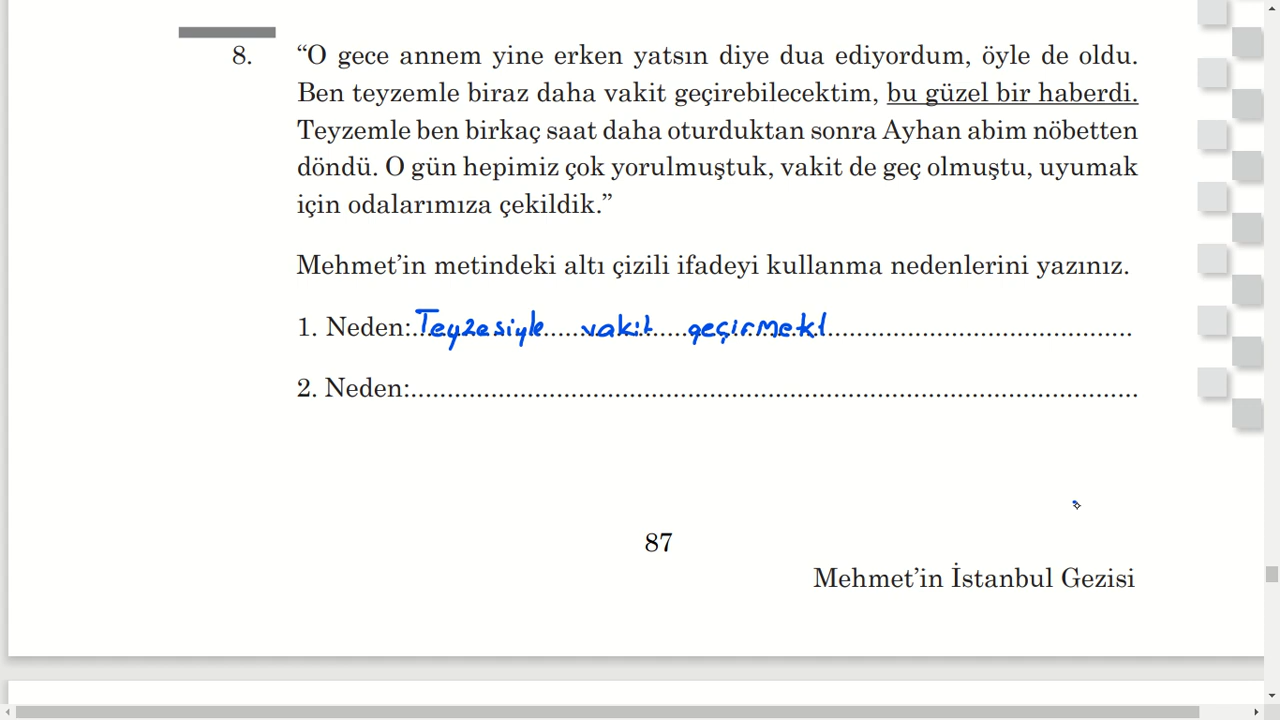 8. “O gece annem yine erken yatsın diye dua ediyordum, öyle de oldu.
Ben teyzemle biraz daha vakit geçirebilecektim, bu güzel bir haberdi.
Teyzemle ben birkaç saat daha oturduktan sonra Ayhan abim nöbetten
döndü. O gün hepimiz çok yorulmuştuk, vakit de geç olmuştu, uyumak
için odalarımıza çekildik.”
Mehmet’in metindeki altı çizili ifadeyi kullanma nedenlerini yazınız.
1. Neden: Teyzesiyle vakit geçirmekt
2. Neden:
87
Mehmet’in İstanbul Gezisi